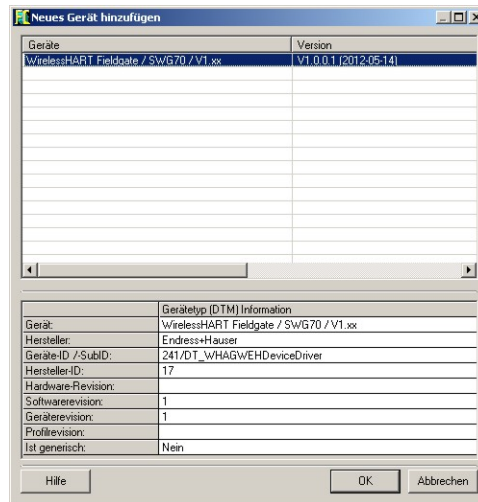 Neues Gerät hinzufügen
Geräte Version
WirelessHART Fieldgate / SWG70 / V1.xx V1.0.0.1 (2012-05-14)
Gerätetyp (DTM) Information
Gerät: WirelessHART Fieldgate / SWG70 / V1.xx
Hersteller: Endress+Hauser
Geräte-ID /-SubID: 241/DT_WHAGWEHDeviceDriver
Hersteller-ID: 17
Hardware-Revision:
Softwarerevision: 1
Geräterevision: 1
Profilrevision:
Ist generisch: Nein
Hilfe OK Abbrechen